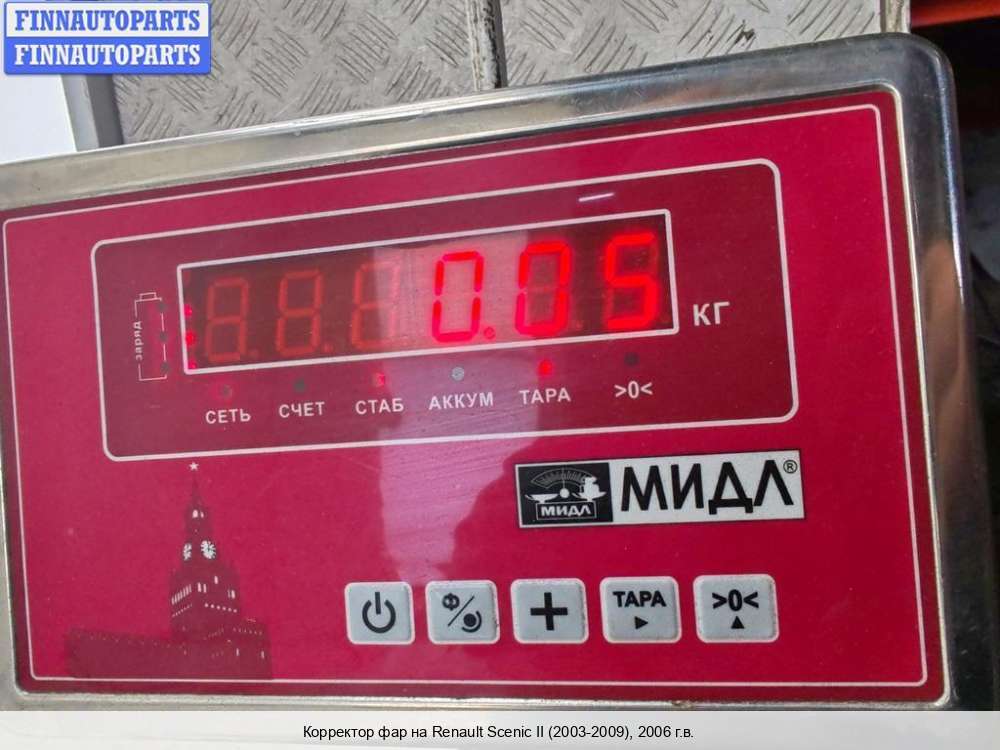 FINNAUTOPARTS
FINNAUTOPARTS
заряд
0.05 КГ
СЕТЬ СЧЕТ СТАБ АККУМ ТАРА >0<
МИДЛ МИДЛ®
Ф/ + ТАРА >0<
Корректор фар на Renault Scenic II (2003-2009), 2006 г.в.